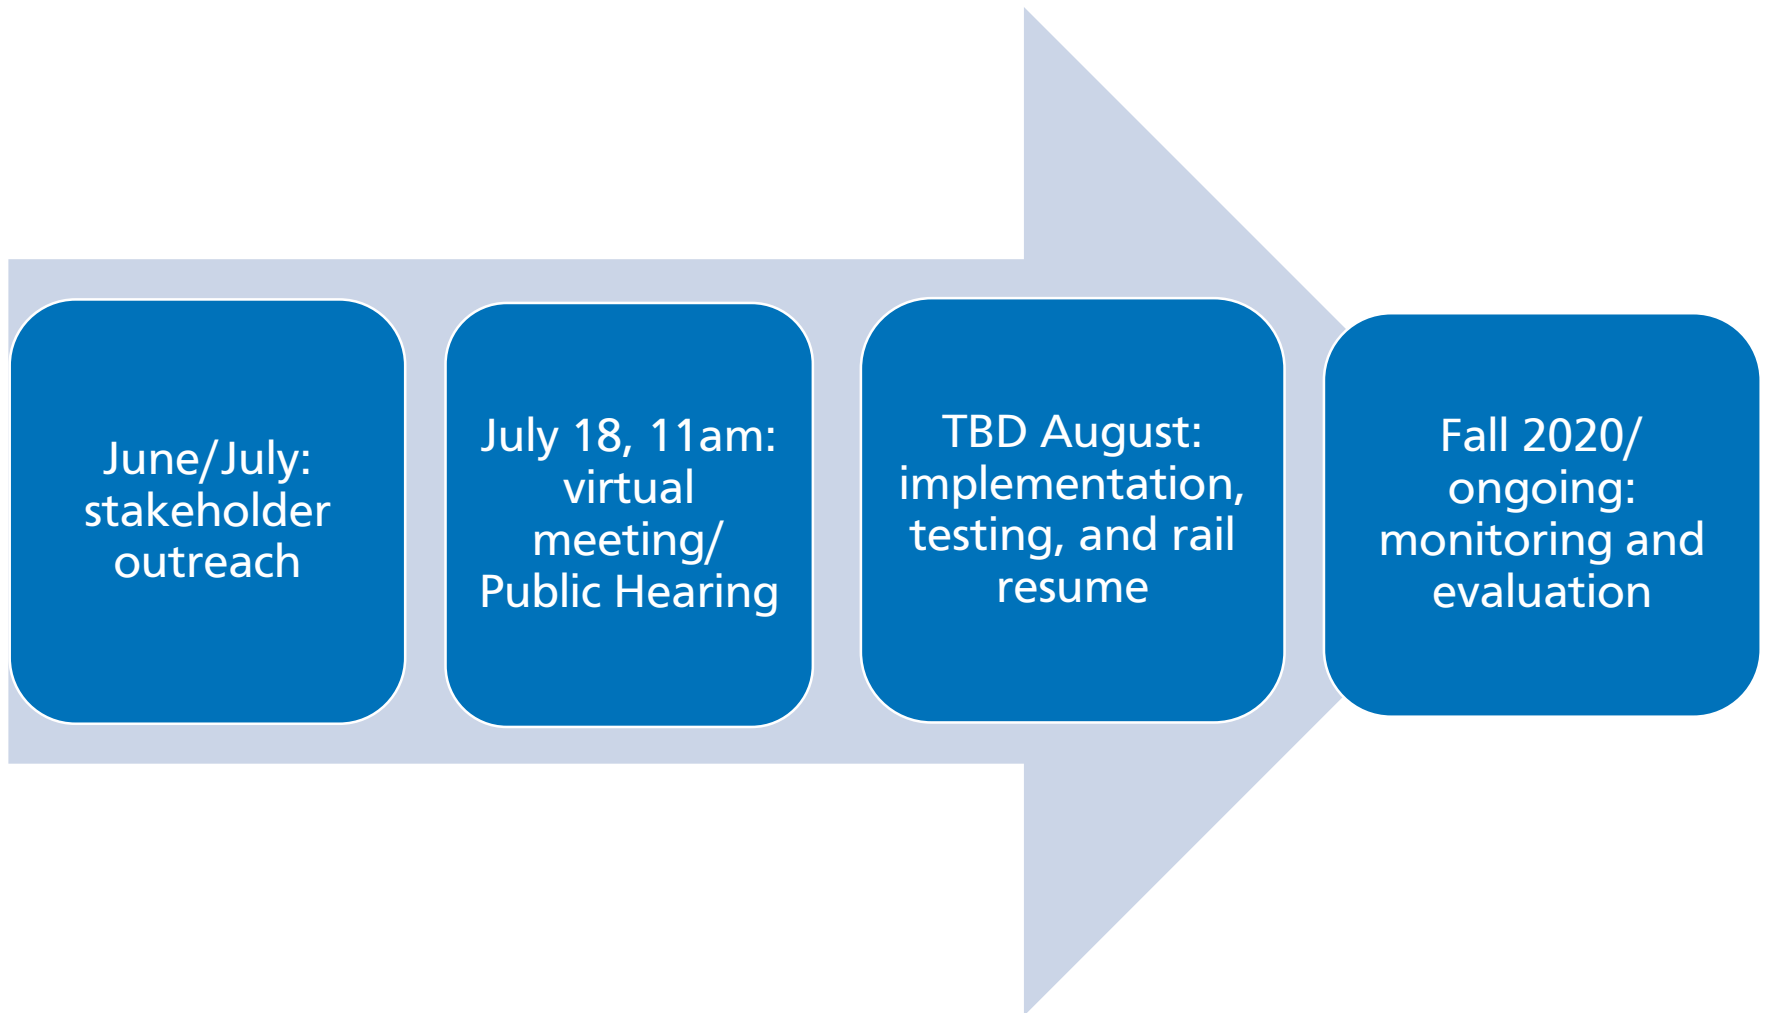 June/July:
stakeholder
outreach
July 18, 11am:
virtual
meeting/
Public Hearing
TBD August:
implementation,
testing, and rail
resume
Fall 2020/
ongoing:
monitoring and
evaluation